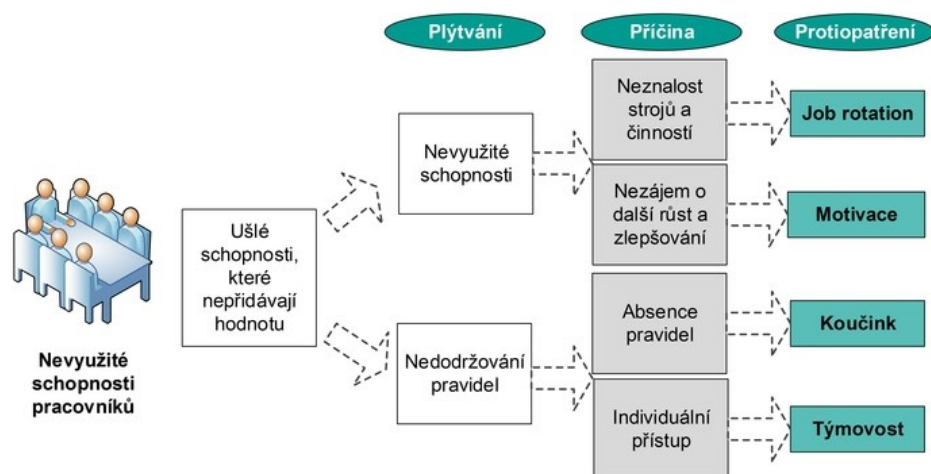 Plýtvání
Příčina
Protiopatření
Nevyužité
schopnosti
pracovníků
Ušlé
schopnosti,
které
nepřidávají
hodnotu
Nevyužité
schopnosti
Neznalost
strojů a
činností
Job rotation
Nezájem o
další růst a
zlepšování
Motivace
Nedodržování
pravidel
Absence
pravidel
Koučink
Individuální
přístup
Týmovost